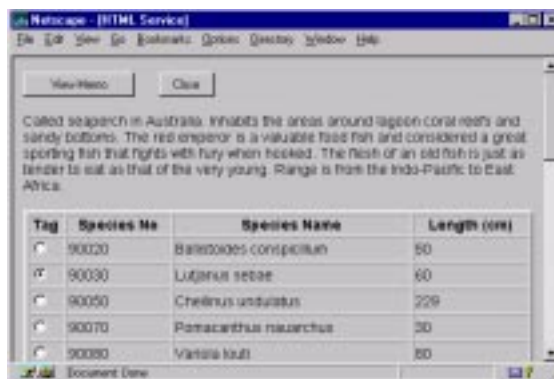 Netscape - [HTML Service]
File Edit View Go Bookmarks Options Directory Window Help
View Memo Close
Called seaperch in Australia. Inhabits the areas around lagoon coral reefs and
sandy bottoms. The red emperor is a valuable food fish and considered a great
sporting fish that fights with fury when hooked. The flesh of an old fish is just as
tender to eat as that of the very young. Range is from the Indo-Pacific to East
Africa.
Tag Species No Species Name Length (cm)
90020 Balistoides conspicillum 50
90030 Lutjanus sebae 60
90050 Cheilinus undulatus 229
90070 Pomacanthus nauarchus 30
90080 Variola louti 80
Document: Done